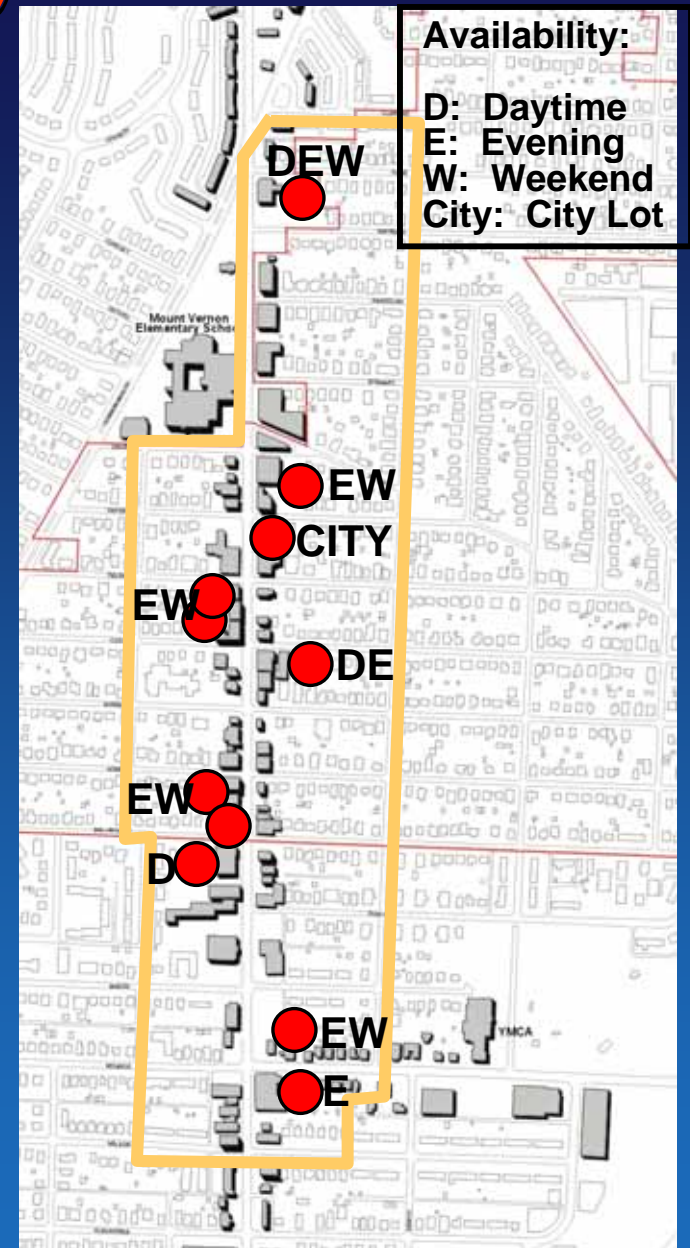 Availability:
D: Daytime
E: Evening
W: Weekend
City: City Lot
DEW
Mount Vernon
Elementary School
EW
CITY
EW
DE
EW
D
EW
YMCA
E